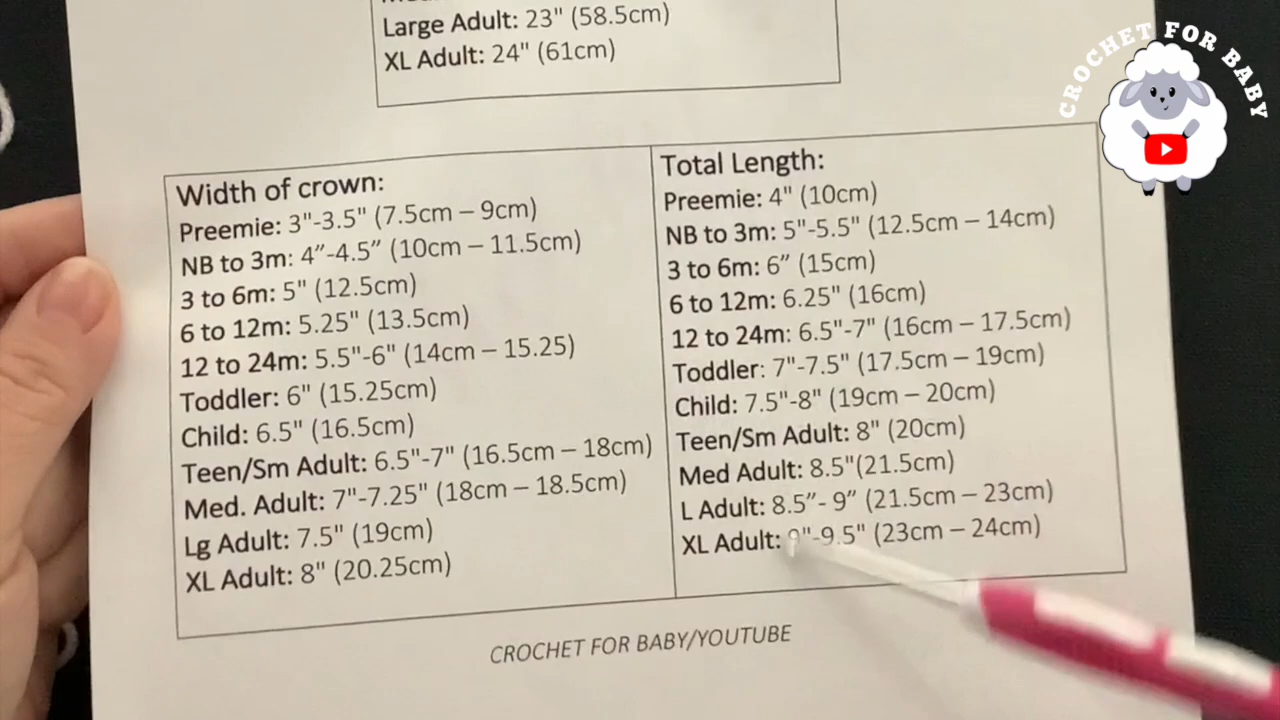 Large Adult: 23" (58.5cm)
XL Adult: 24" (61cm)
CROCHET FOR BABY
Width of crown:
Preemie: 3"-3.5" (7.5cm – 9cm)
NB to 3m: 4”-4.5” (10cm – 11.5cm)
3 to 6m: 5" (12.5cm)
6 to 12m: 5.25" (13.5cm)
12 to 24m: 5.5"-6" (14cm – 15.25)
Toddler: 6" (15.25cm)
Child: 6.5" (16.5cm)
Teen/Sm Adult: 6.5"-7" (16.5cm – 18cm)
Med. Adult: 7"-7.25" (18cm – 18.5cm)
Lg Adult: 7.5" (19cm)
XL Adult: 8" (20.25cm)
Total Length:
Preemie: 4" (10cm)
NB to 3m: 5"-5.5" (12.5cm – 14cm)
3 to 6m: 6” (15cm)
6 to 12m: 6.25" (16cm)
12 to 24m: 6.5"-7" (16cm – 17.5cm)
Toddler: 7"-7.5" (17.5cm – 19cm)
Child: 7.5"-8" (19cm – 20cm)
Teen/Sm Adult: 8" (20cm)
Med Adult: 8.5"(21.5cm)
L Adult: 8.5”- 9” (21.5cm – 23cm)
XL Adult: 9"-9.5" (23cm – 24cm)
CROCHET FOR BABY/YOUTUBE